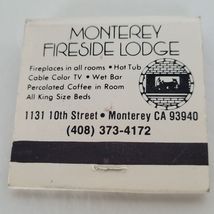 MONTEREY
FIRESIDE LODGE
Fireplaces in all rooms • Hot Tub
Cable Color TV • Wet Bar
Percolated Coffee in Room
All King Size Beds
1131 10th Street • Monterey CA 93940
(408) 373-4172